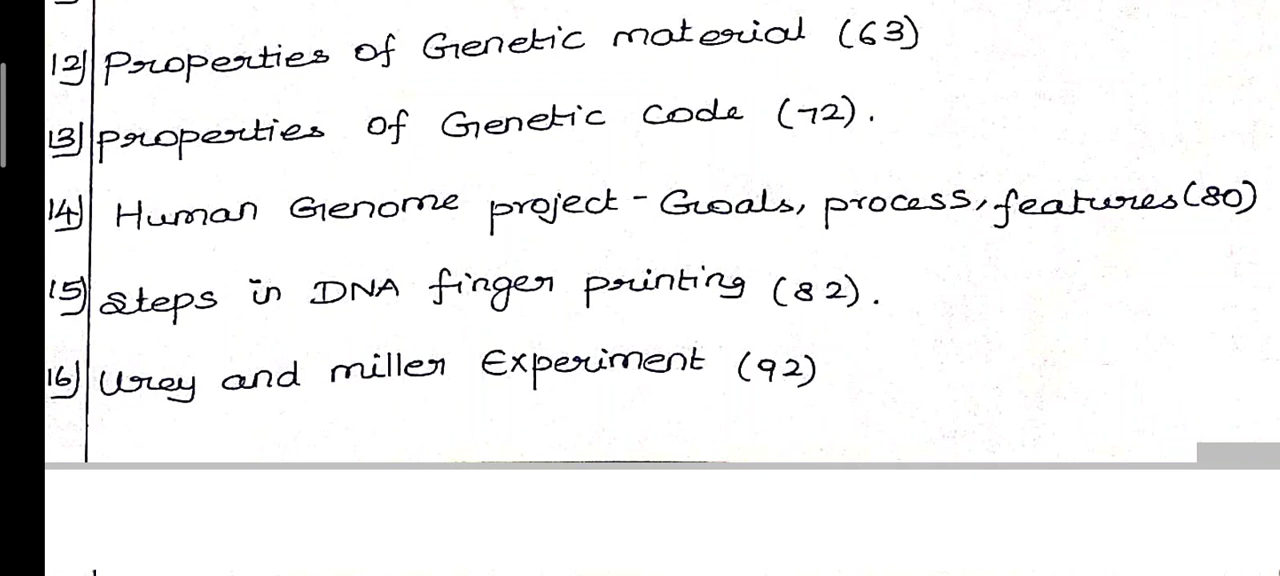 12) Properties of Genetic material (63)
13) properties of Genetic code (72).
14) Human Genome project - Goals, process, features (80)
15) steps in DNA finger printing (82).
16) Urey and miller Experiment (92)